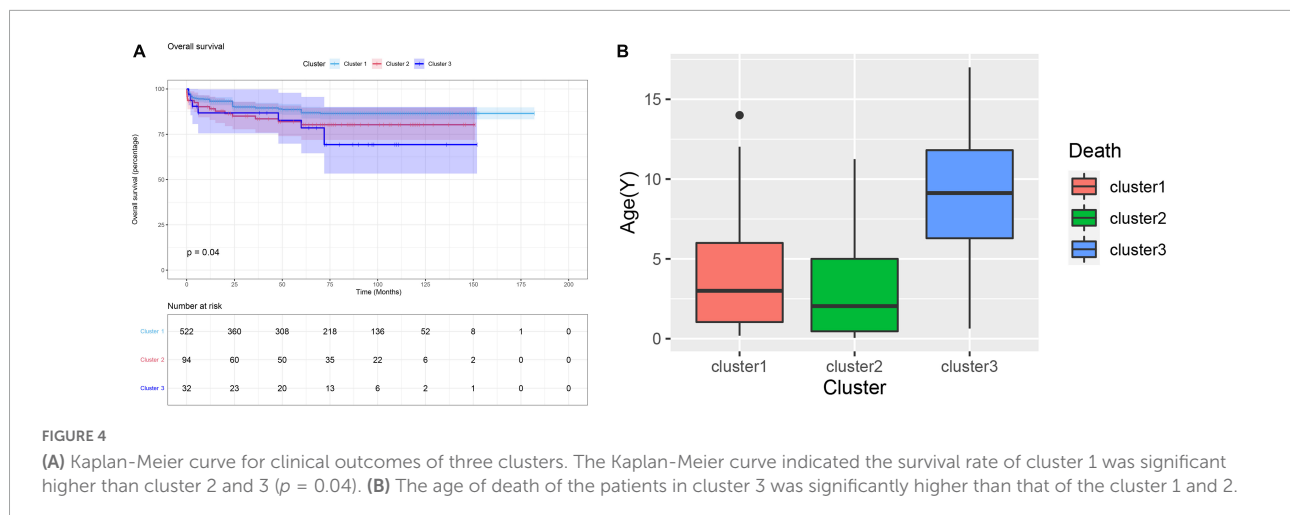 A
Overall survival
Cluster Cluster 1 Cluster 2 Cluster 3
Overall survival (percentage)
100
75
50
25
0
p = 0.04
0 25 50 75 100 125 150 175 200
Time (Months)
Number at risk
Cluster 1 522 360 308 218 136 52 8 1 0
Cluster 2 94 60 50 35 22 6 2 0 0
Cluster 3 32 23 20 13 6 2 1 0 0
B
Age(Y)
15
10
5
0
cluster1 cluster2 cluster3
Cluster
Death
cluster1
cluster2
cluster3
FIGURE 4
(A) Kaplan-Meier curve for clinical outcomes of three clusters. The Kaplan-Meier curve indicated the survival rate of cluster 1 was significant
higher than cluster 2 and 3 (p = 0.04). (B) The age of death of the patients in cluster 3 was significantly higher than that of the cluster 1 and 2.